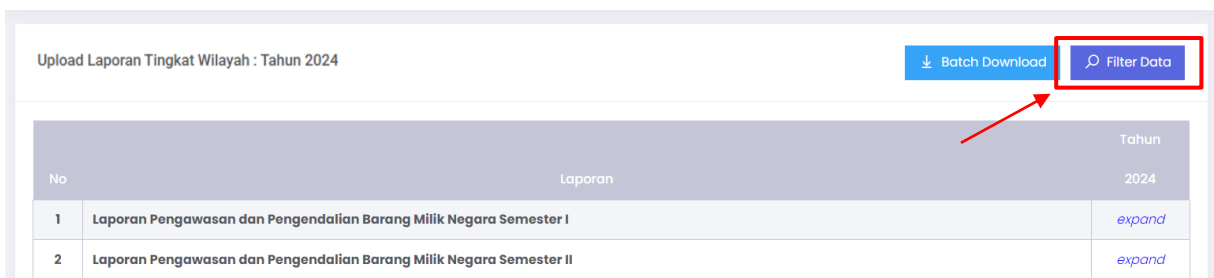 Upload Laporan Tingkat Wilayah : Tahun 2024
Batch Download
Filter Data
Tahun
No Laporan 2024
1 Laporan Pengawasan dan Pengendalian Barang Milik Negara Semester I expand
2 Laporan Pengawasan dan Pengendalian Barang Milik Negara Semester II expand